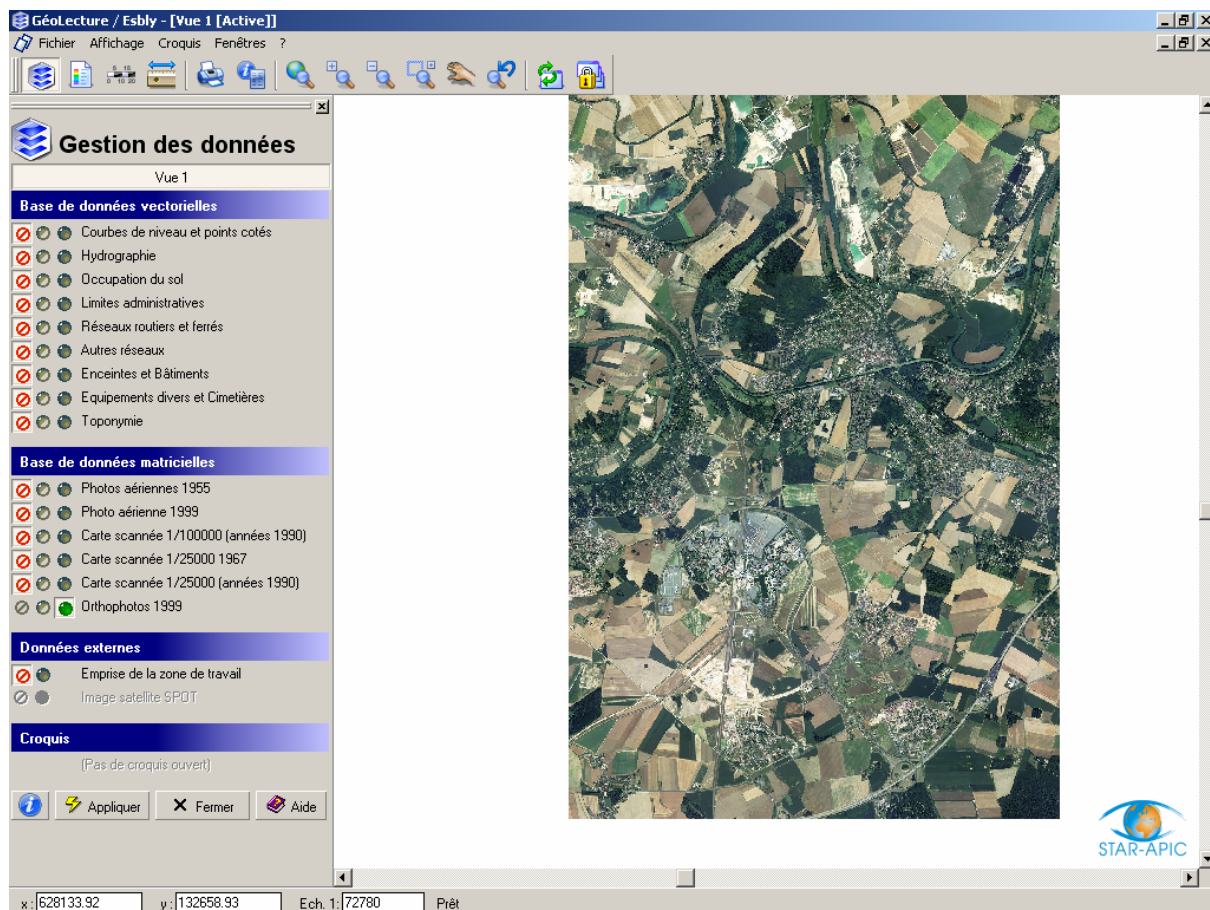 GéoLecture / Esbly - [Vue 1 [Active]]
Fichier Affichage Croquis Fenêtres ?
Gestion des données
Vue 1
Base de données vectorielles
Courbes de niveau et points cotés
Hydrographie
Occupation du sol
Limites administratives
Réseaux routiers et ferrés
Autres réseaux
Enceintes et Bâtiments
Equipements divers et Cimetières
Toponymie
Base de données matricielles
Photos aériennes 1955
Photo aérienne 1999
Carte scannée 1/100000 (années 1990)
Carte scannée 1/25000 1967
Carte scannée 1/25000 (années 1990)
Orthophotos 1999
Données externes
Emprise de la zone de travail
Image satellite SPOT
Croquis
(Pas de croquis ouvert)
Appliquer Fermer Aide
STAR-APIC
x : 628133.92 y : 132658.93 Ech. 1: 72780 Prêt